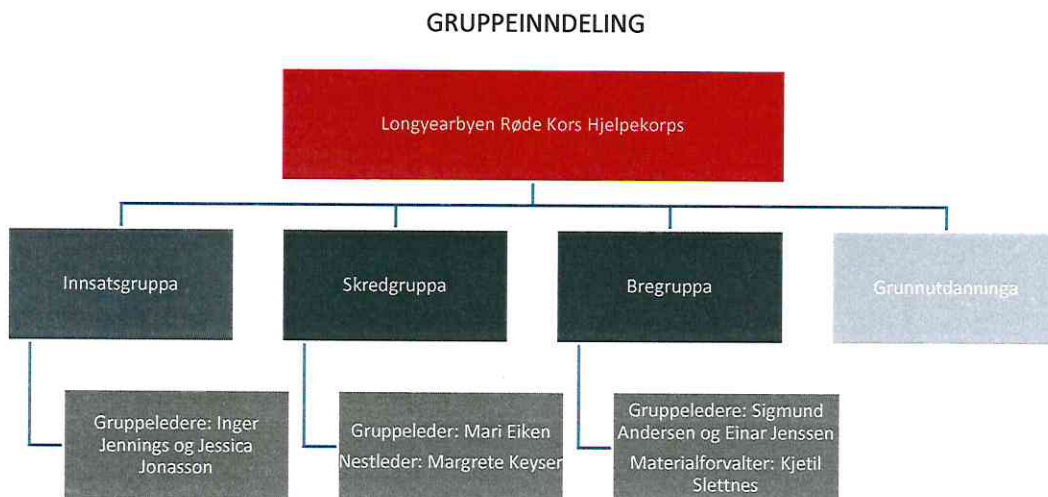 GRUPPEINNDELING
Longyearbyen Røde Kors Hjelpekorps
Innsatsgruppa
Skredgruppa
Bregruppa
Grunnutdanninga
Gruppeledere: Inger
Jennings og Jessica
Jonasson
Gruppeleder: Mari Eiken
Nestleder: Margrete Keyser
Gruppeledere: Sigmund
Andersen og Einar Jenssen
Materialforvalter: Kjetil
Slettnes